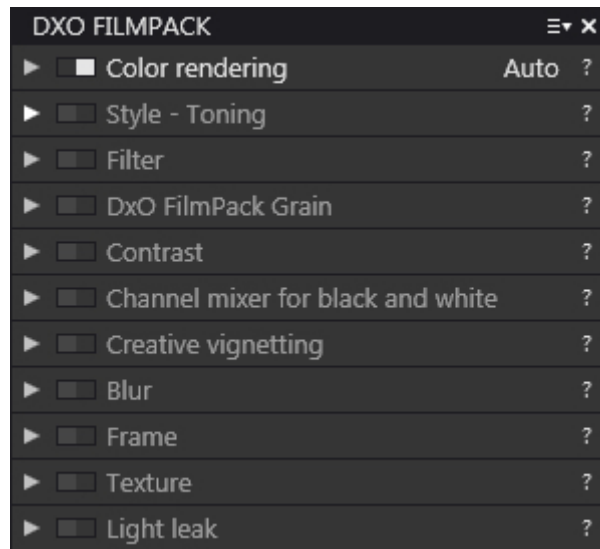 DXO FILMPACK
Color rendering Auto ?
Style - Toning ?
Filter ?
DxO FilmPack Grain ?
Contrast ?
Channel mixer for black and white ?
Creative vignetting ?
Blur ?
Frame ?
Texture ?
Light leak ?